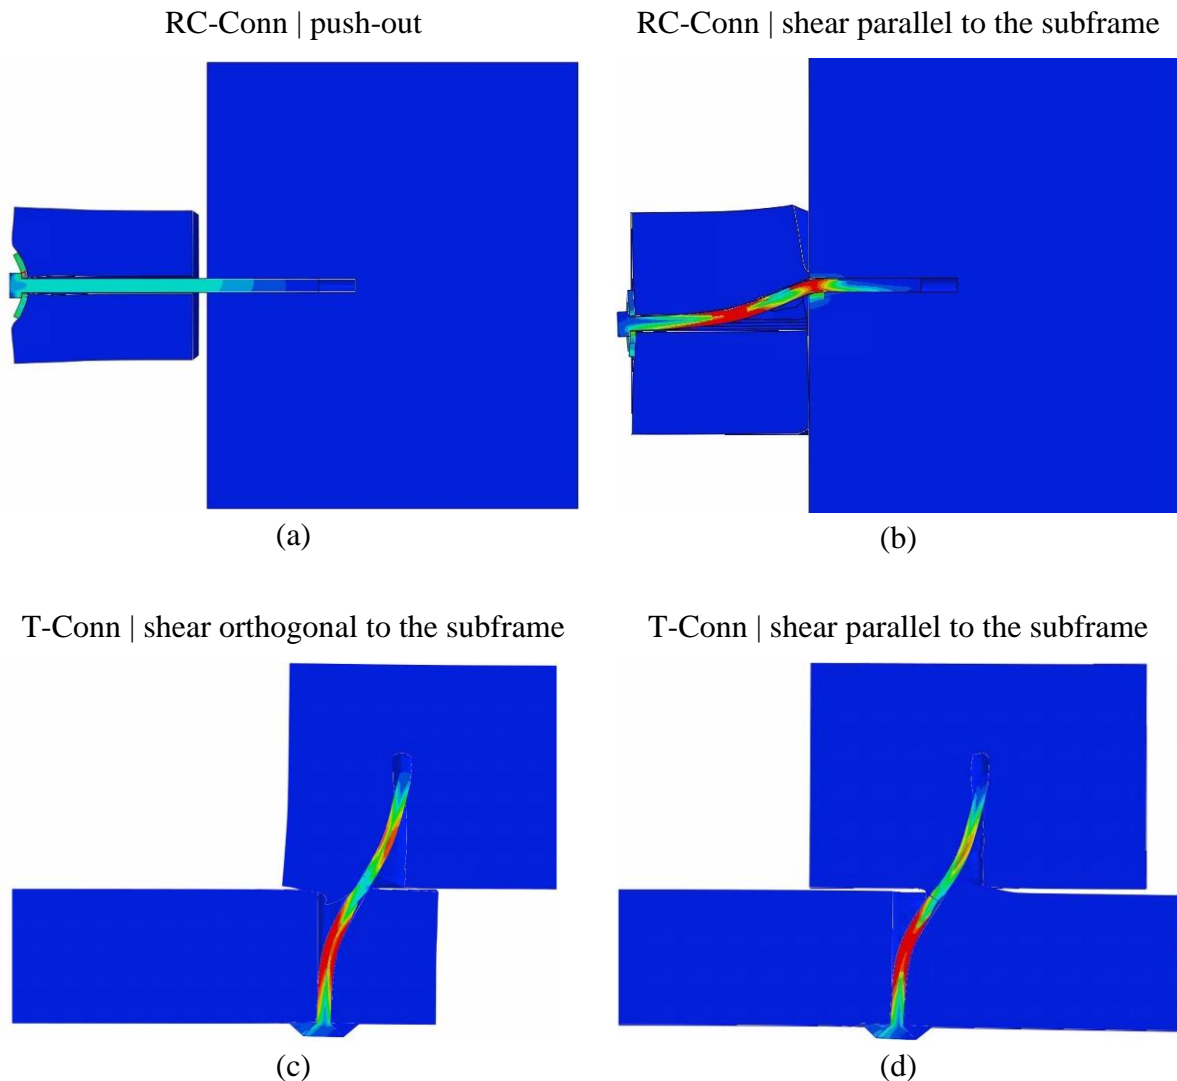 RC-Conn | push-out
RC-Conn | shear parallel to the subframe
(a)
(b)
T-Conn | shear orthogonal to the subframe
T-Conn | shear parallel to the subframe
(c)
(d)